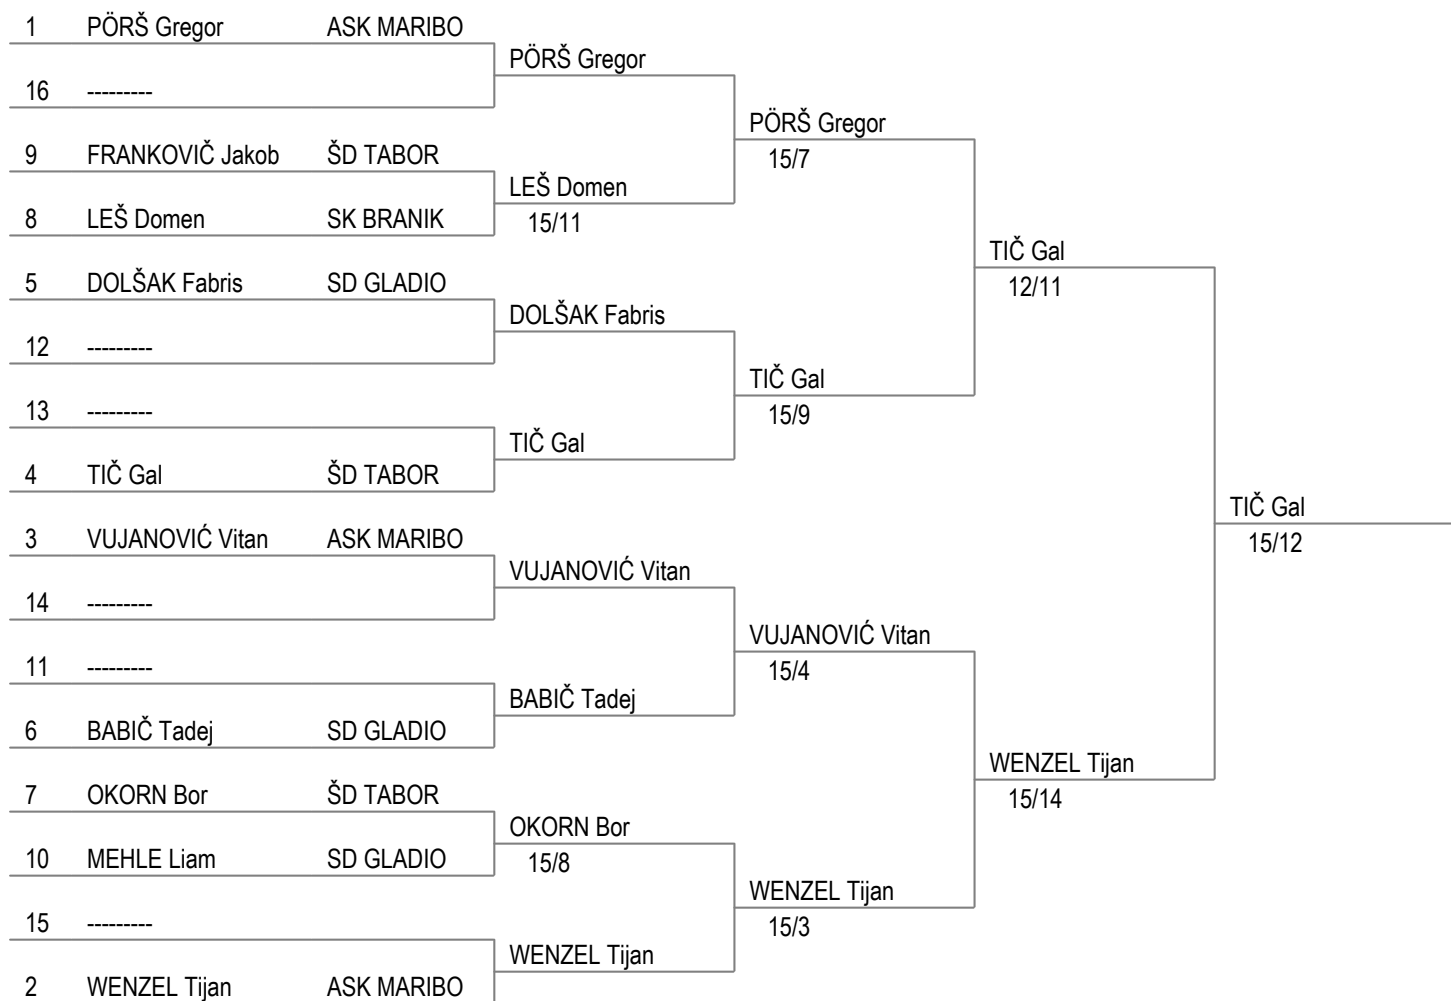 1 PÖRŠ Gregor ASK MARIBO
16 ---------
9 FRANKOVIČ Jakob ŠD TABOR
8 LEŠ Domen SK BRANIK
5 DOLŠAK Fabris SD GLADIO
12 ---------
13 ---------
4 TIČ Gal ŠD TABOR
3 VUJANOVIĆ Vitan ASK MARIBO
14 ---------
11 ---------
6 BABIČ Tadej SD GLADIO
7 OKORN Bor ŠD TABOR
10 MEHLE Liam SD GLADIO
15 ---------
2 WENZEL Tijan ASK MARIBO
PÖRŠ Gregor
LEŠ Domen
15/11
DOLŠAK Fabris
TIČ Gal
VUJANOVIĆ Vitan
BABIČ Tadej
OKORN Bor
15/8
WENZEL Tijan
PÖRŠ Gregor
15/7
TIČ Gal
15/9
VUJANOVIĆ Vitan
15/4
WENZEL Tijan
15/3
TIČ Gal
12/11
WENZEL Tijan
15/14
TIČ Gal
15/12